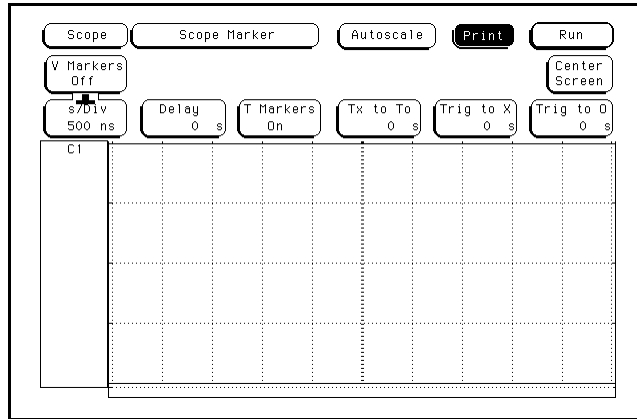 Scope Scope Marker Autoscale Print Run
V Markers Center
Off Screen
s/Div Delay T Markers Tx to To Trig to X Trig to O
500 ns 0 s On 0 s 0 s 0 s
C1